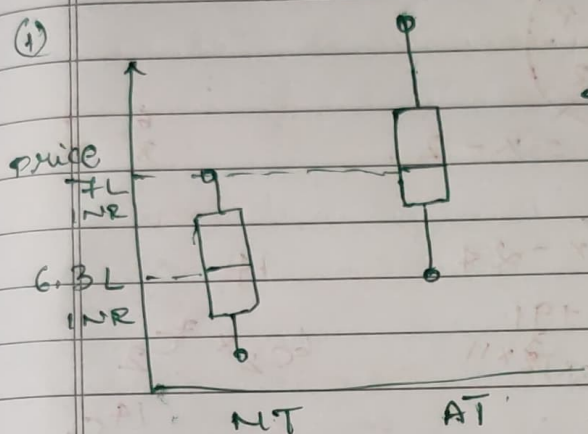 (1)
price
7L
INR
6.3L
INR
MT AT